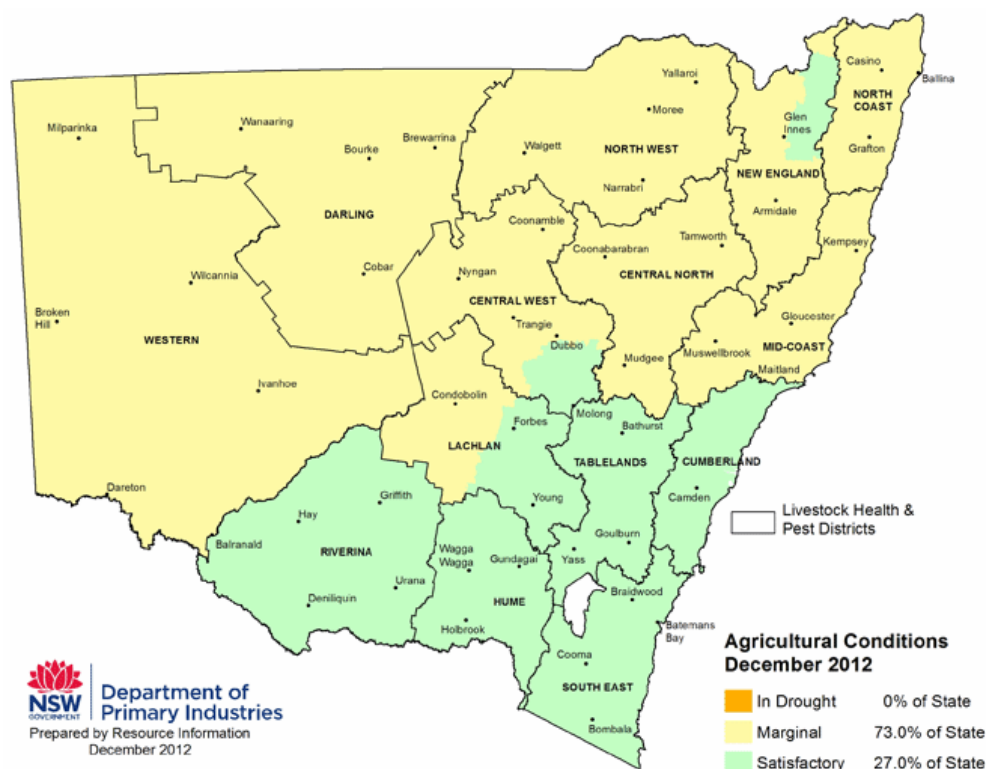 Yallaroi
Casino
Ballina
NORTH
COAST
Moree
Milparinka
Wanaaring
Glen
Innes
Brewarrina
Bourke
Walgett
NORTH WEST
Grafton
NEW ENGLAND
Narrabri
DARLING
Armidale
Coonamble
Tamworth
Coonabarabran
Kempsey
Cobar
Nyngan
CENTRAL NORTH
Wilcannia
CENTRAL WEST
Broken
Hill
Trangie
Gloucester
WESTERN
Dubbo
Muswellbrook
MID-COAST
Mudgee
Maitland
Ivanhoe
Condobolin
Molong
Forbes
Bathurst
LACHLAN
TABLELANDS
CUMBERLAND
Dareton
Griffith
Young
Camden
Hay
Livestock Health &
Pest Districts
Balranald
RIVERINA
Goulburn
Wagga
Wagga
Gundagai
Yass
Urana
Deniliquin
HUME
Braidwood
Holbrook
Batemans
Bay
Cooma
SOUTH EAST
Bombala
NSW
GOVERNMENT
Department of
Primary Industries
Prepared by Resource Information
December 2012
Agricultural Conditions
December 2012
In Drought 0% of State
Marginal 73.0% of State
Satisfactory 27.0% of State